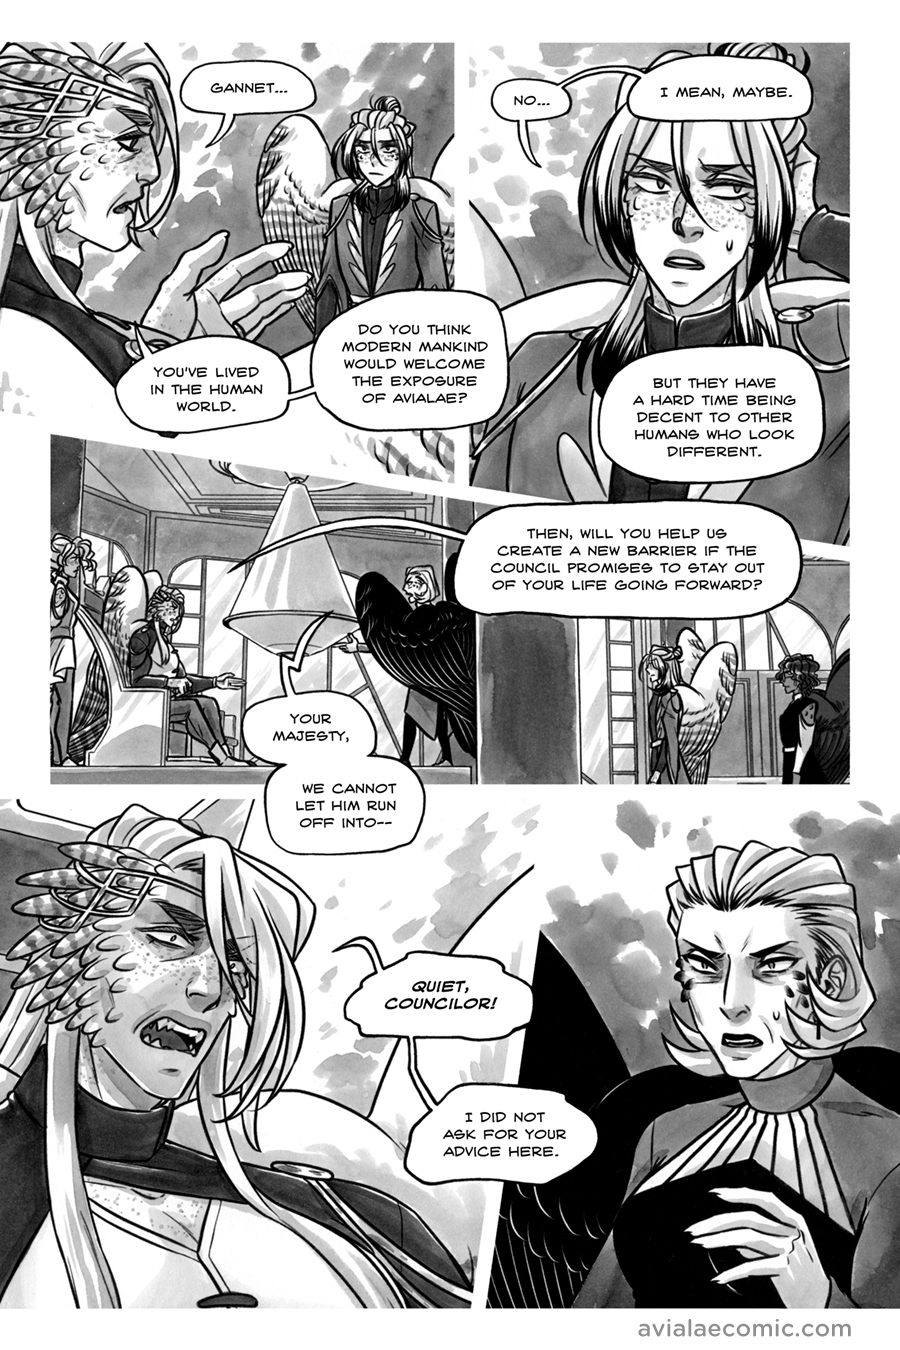 GANNET...
YOU'VE LIVED
IN THE HUMAN
WORLD.
DO YOU THINK
MODERN MANKIND
WOULD WELCOME
THE EXPOSURE
OF AVIALAE?
NO...
I MEAN, MAYBE.
BUT THEY HAVE
A HARD TIME BEING
DECENT TO OTHER
HUMANS WHO LOOK
DIFFERENT.
THEN, WILL YOU HELP US
CREATE A NEW BARRIER IF THE
COUNCIL PROMISES TO STAY OUT
OF YOUR LIFE GOING FORWARD?
YOUR
MAJESTY,
WE CANNOT
LET HIM RUN
OFF INTO--
QUIET,
COUNCILOR!
I DID NOT
ASK FOR YOUR
ADVICE HERE.
avialaecomic.com